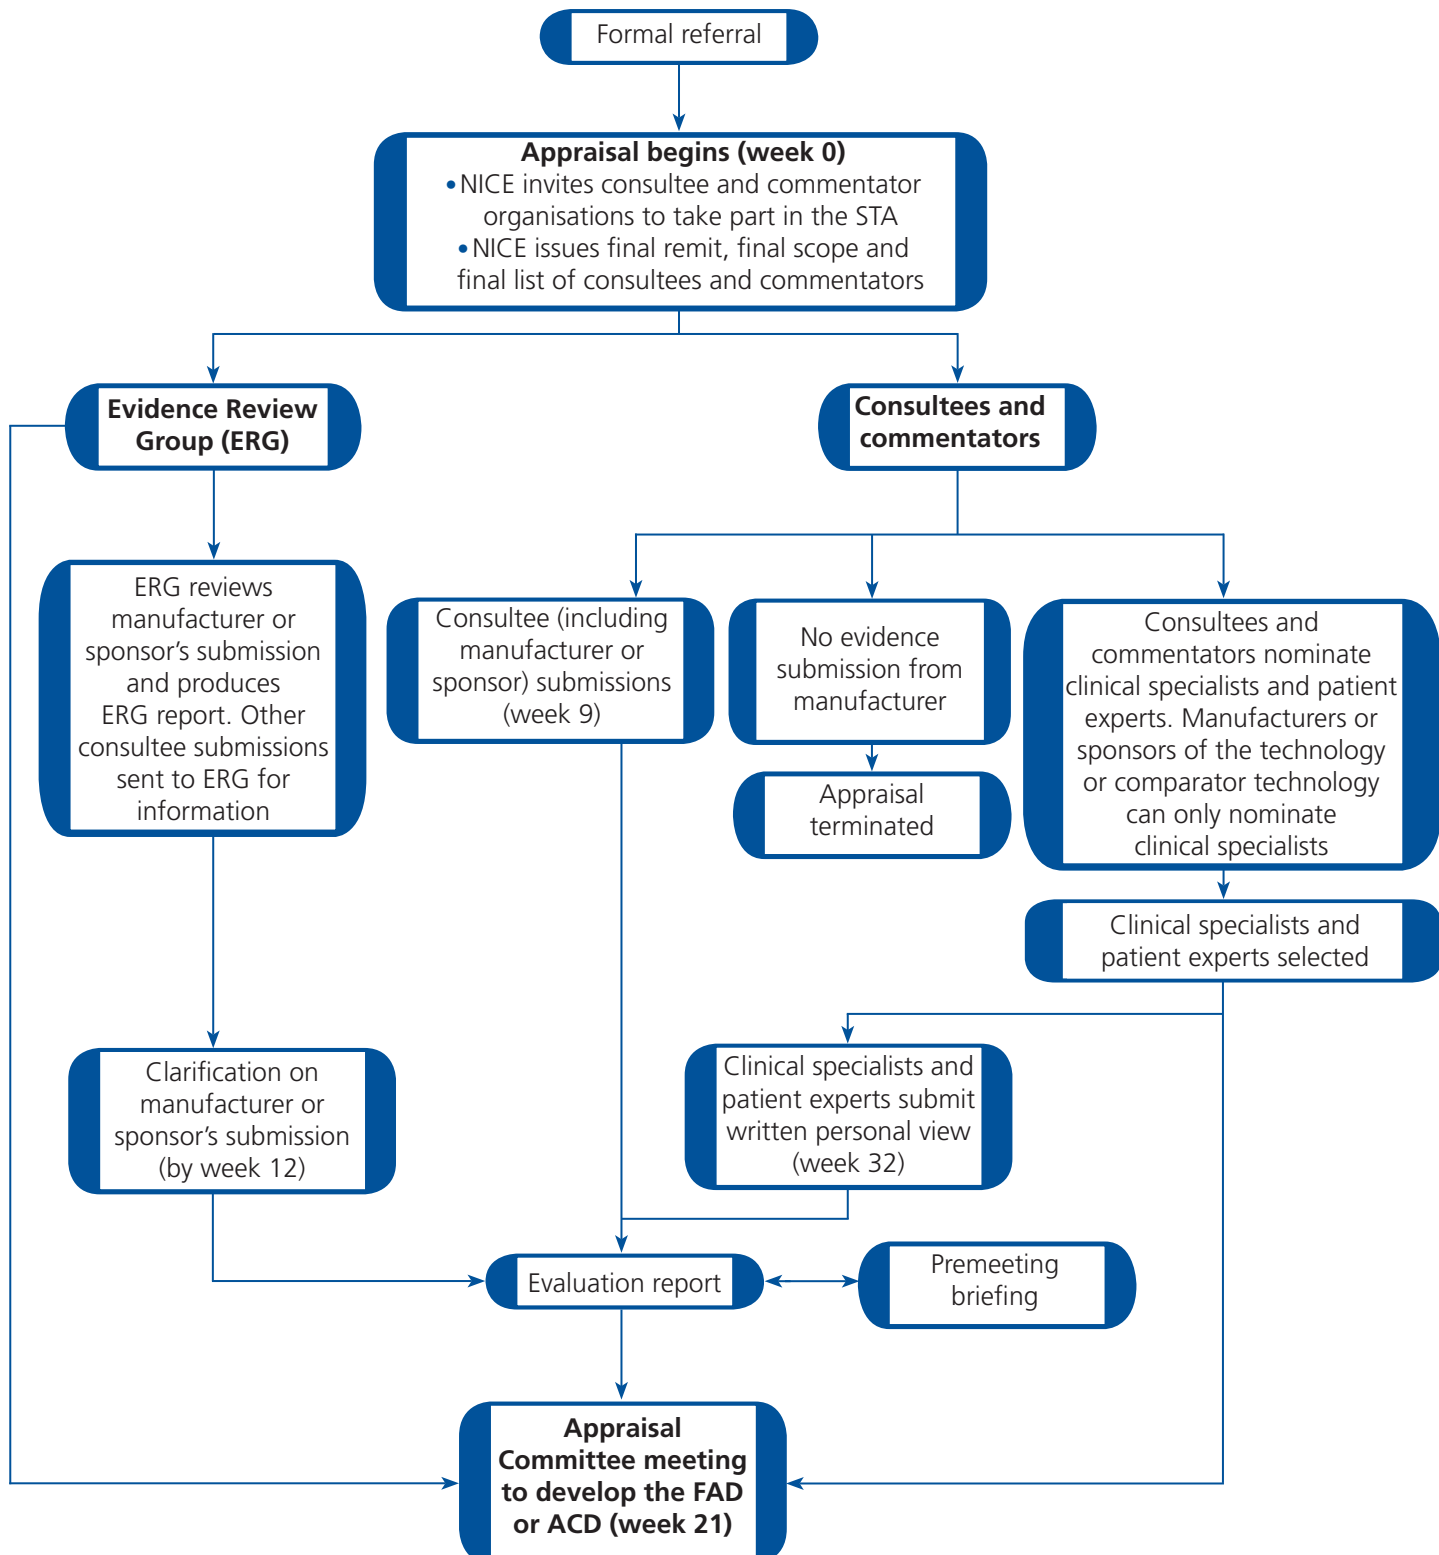 Formal referral
Appraisal begins (week 0)
• NICE invites consultee and commentator
organisations to take part in the STA
• NICE issues final remit, final scope and
final list of consultees and commentators
Evidence Review
Group (ERG)
Consultees and
commentators
ERG reviews
manufacturer or
sponsor's submission
and produces
ERG report. Other
consultee submissions
sent to ERG for
information
Consultee (including
manufacturer or
sponsor) submissions
(week 9)
No evidence
submission from
manufacturer
Appraisal
terminated
Consultees and
commentators nominate
clinical specialists and patient
experts. Manufacturers or
sponsors of the technology
or comparator technology
can only nominate
clinical specialists
Clinical specialists and
patient experts selected
Clarification on
manufacturer or
sponsor's submission
(by week 12)
Clinical specialists and
patient experts submit
written personal view
(week 32)
Evaluation report
Premeeting
briefing
Appraisal
Committee meeting
to develop the FAD
or ACD (week 21)